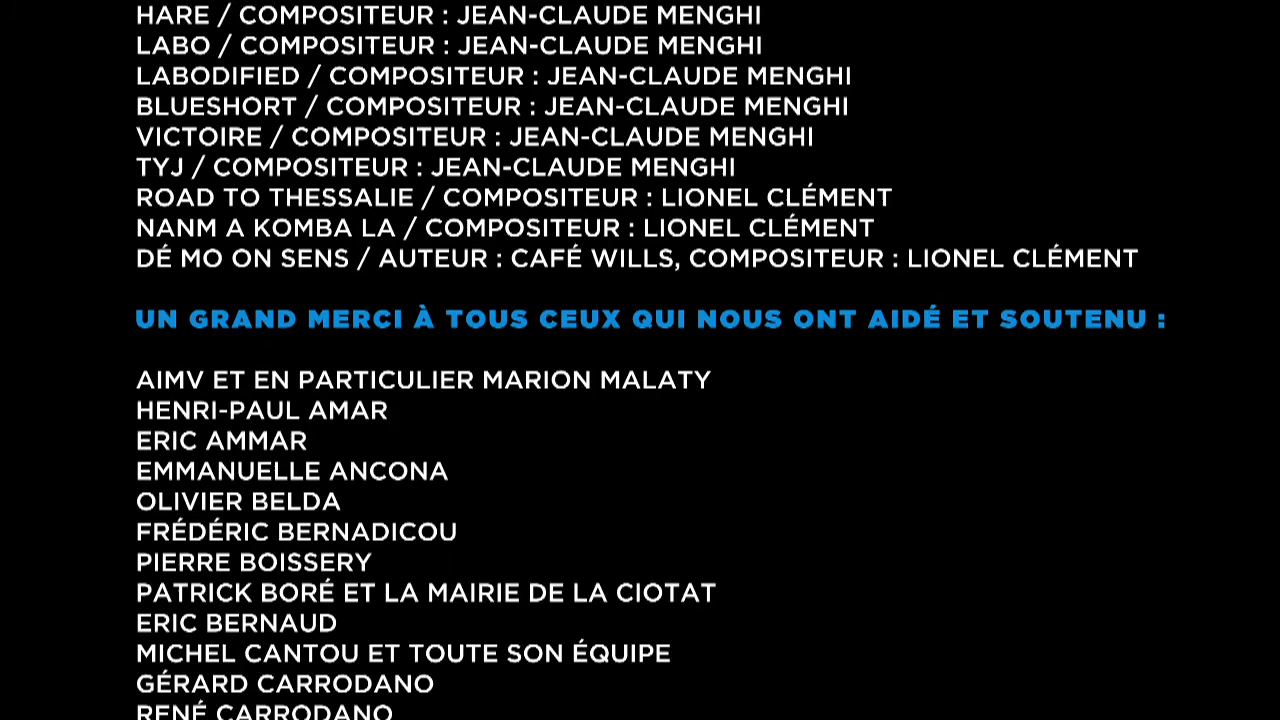 HARE / COMPOSITEUR : JEAN-CLAUDE MENGHI
LABO / COMPOSITEUR : JEAN-CLAUDE MENGHI
LABODIFIED / COMPOSITEUR : JEAN-CLAUDE MENGHI
BLUESHORT / COMPOSITEUR : JEAN-CLAUDE MENGHI
VICTOIRE / COMPOSITEUR : JEAN-CLAUDE MENGHI
TYJ / COMPOSITEUR : JEAN-CLAUDE MENGHI
ROAD TO THESSALIE / COMPOSITEUR : LIONEL CLÉMENT
NANM A KOMBA LA / COMPOSITEUR : LIONEL CLÉMENT
DÉ MO ON SENS / AUTEUR : CAFÉ WILLS, COMPOSITEUR : LIONEL CLÉMENT
UN GRAND MERCI À TOUS CEUX QUI NOUS ONT AIDÉ ET SOUTENU :
AIMV ET EN PARTICULIER MARION MALATY
HENRI-PAUL AMAR
ERIC AMMAR
EMMANUELLE ANCONA
OLIVIER BELDA
FRÉDÉRIC BERNADICOU
PIERRE BOISSERY
PATRICK BORÉ ET LA MAIRIE DE LA CIOTAT
ERIC BERNAUD
MICHEL CANTOU ET TOUTE SON ÉQUIPE
GÉRARD CARRODANO
RENÉ CARRODANO